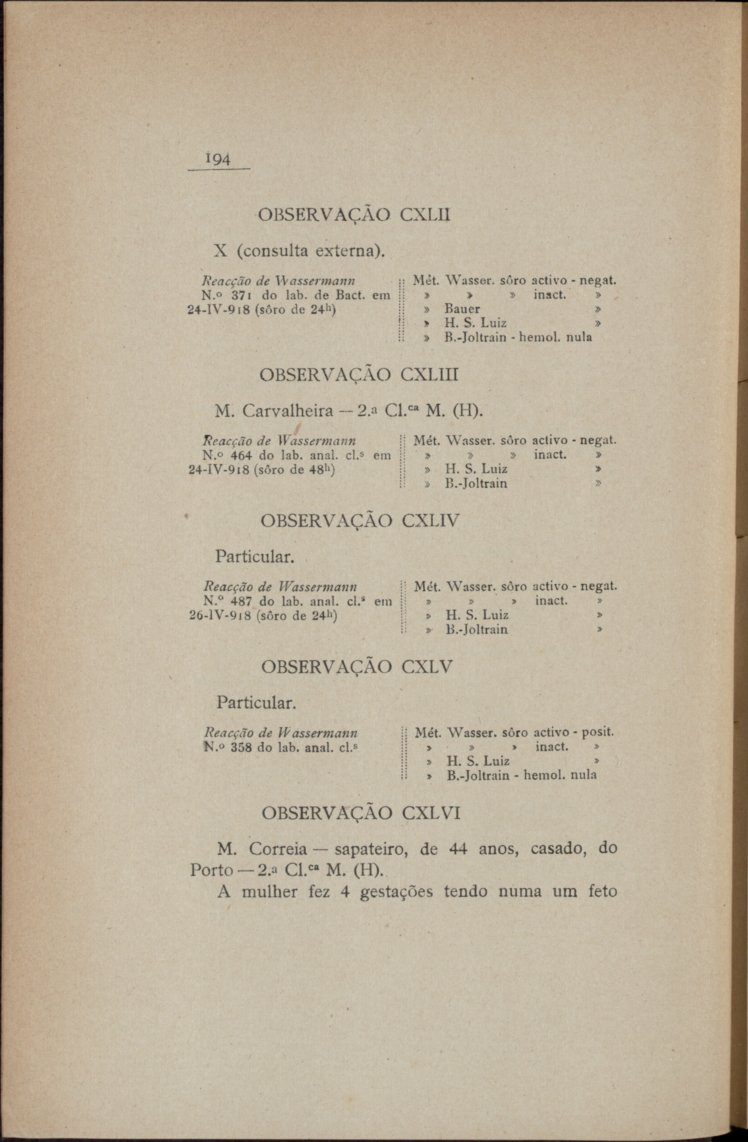 194
OBSERVAÇÃO CXLII
X (consulta externa).
Reacção de Wassermann
N.º 371 do lab. de Bact. em
24-IV-918 (sôro de 24h)
Mét. Wasser. sôro activo - negat.
» » » inact. »
» Bauer »
» H. S. Luiz »
» B.-Joltrain - hemol. nula
OBSERVAÇÃO CXLIII
M. Carvalheira — 2.ª Cl.ca M. (H).
Reacção de Wassermann
N.º 464 do lab. anal. cl.s em
24-IV-918 (sôro de 48h)
Mét. Wasser. sôro activo - negat.
» » » inact. »
» H. S. Luiz »
» B.-Joltrain »
OBSERVAÇÃO CXLIV
Particular.
Reacção de Wassermann
N.º 487 do lab. anal. cl.s em
26-IV-918 (sôro de 24h)
Mét. Wasser. sôro activo - negat.
» » » inact. »
» H. S. Luiz »
» B.-Joltrain »
OBSERVAÇÃO CXLV
Particular.
Reacção de Wassermann
N.º 358 do lab. anal. cl.s
Mét. Wasser. sôro activo - posit.
» » » inact. »
» H. S. Luiz »
» B.-Joltrain - hemol. nula
OBSERVAÇÃO CXLVI
M. Correia — sapateiro, de 44 anos, casado, do
Porto — 2.ª Cl.ca M. (H).
A mulher fez 4 gestações tendo numa um feto